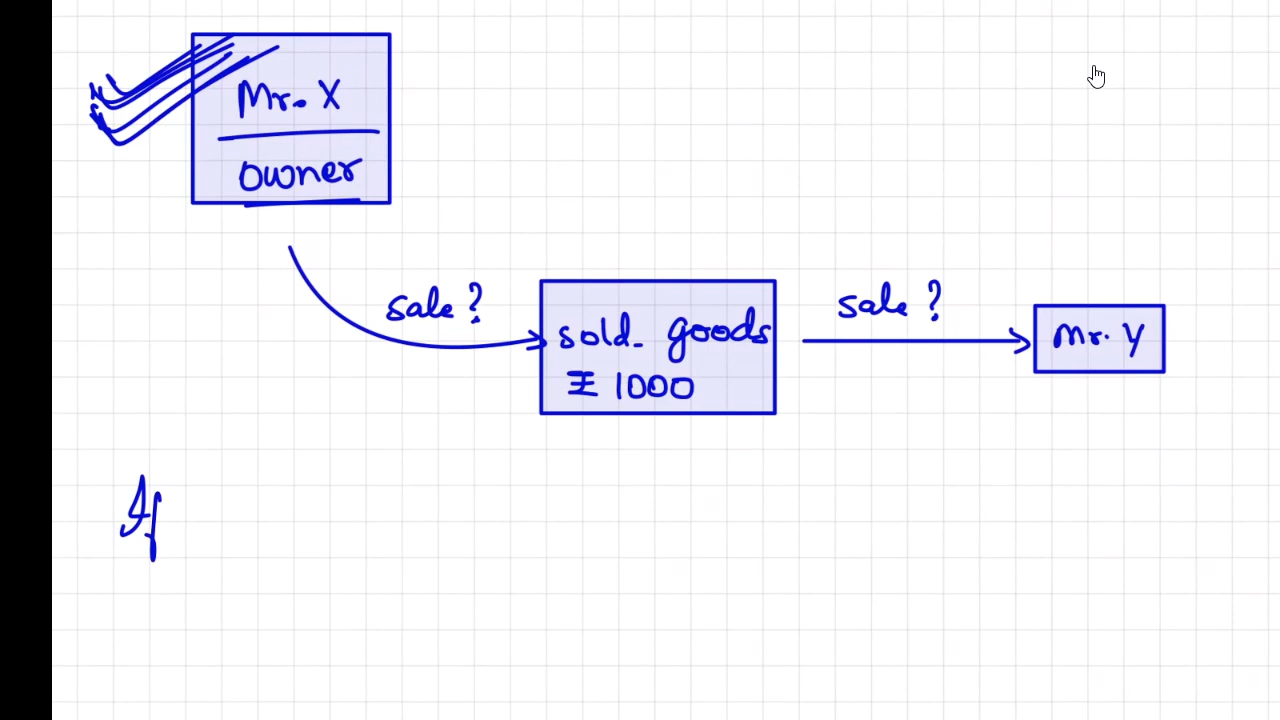 Mr. X
owner
sale?
sold goods
₹ 1000
sale ?
Mr. Y
If